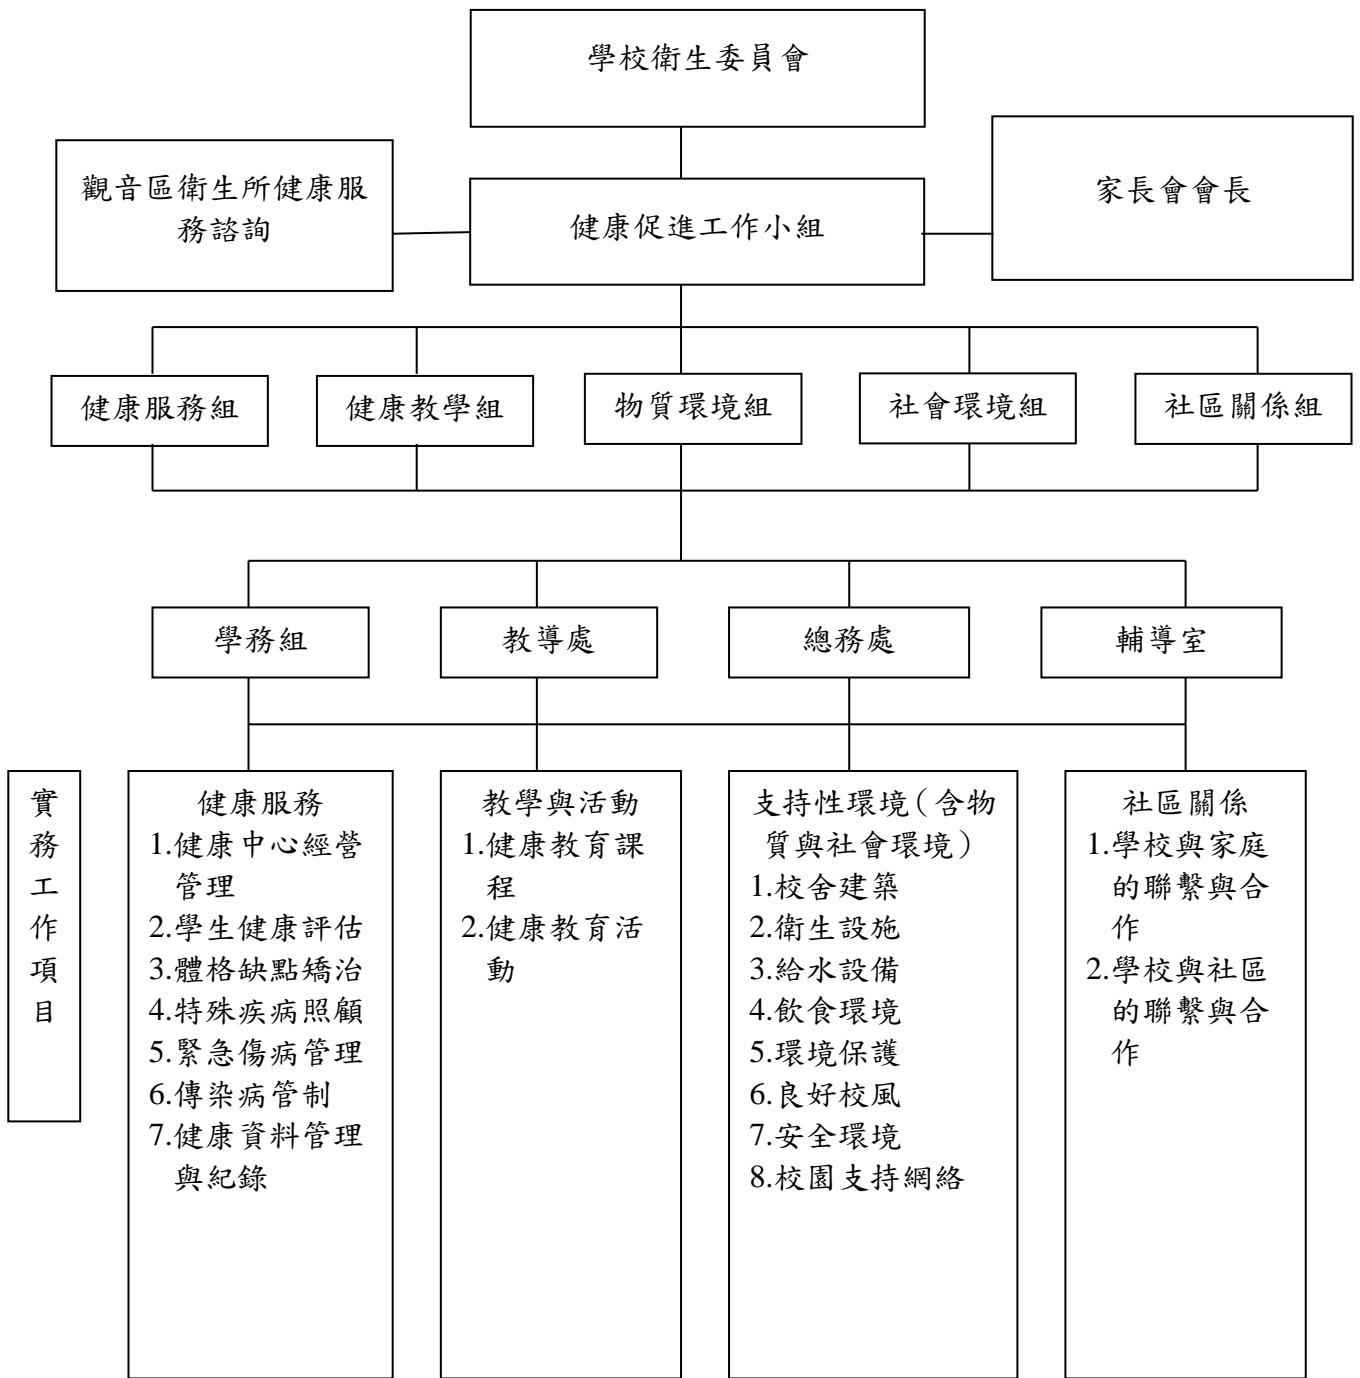 學校衛生委員會
觀音區衛生所健康服
務諮詢
健康促進工作小組
家長會會長
健康服務組
健康教學組
物質環境組
社會環境組
社區關係組
學務組
教導處
總務處
輔導室
實
務
工
作
項
目
健康服務
1.健康中心經營
管理
2.學生健康評估
3.體格缺點矯治
4.特殊疾病照顧
5.緊急傷病管理
6.傳染病管制
7.健康資料管理
與紀錄
教學與活動
1.健康教育課
程
2.健康教育活
動
支持性環境（含物
質與社會環境）
1.校舍建築
2.衛生設施
3.給水設備
4.飲食環境
5.環境保護
6.良好校風
7.安全環境
8.校園支持網絡
社區關係
1.學校與家庭
的聯繫與合
作
2.學校與社區
的聯繫與合
作